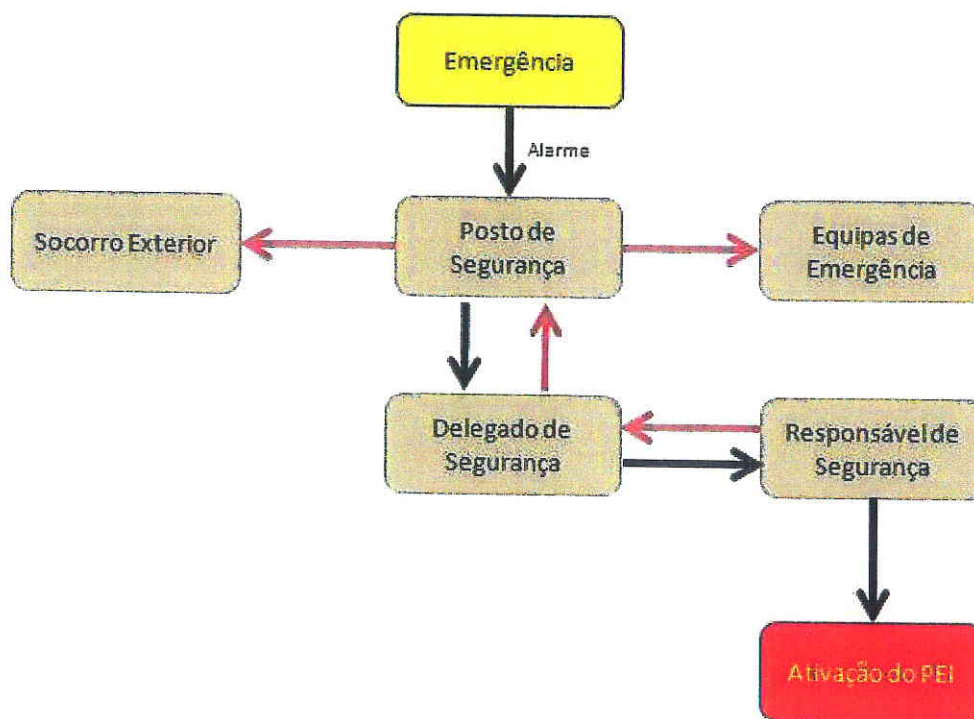 Emergência
Alarme
Socorro Exterior
Posto de
Segurança
Equipas de
Emergência
Delegado de
Segurança
Responsável de
Segurança
Ativação do PEI